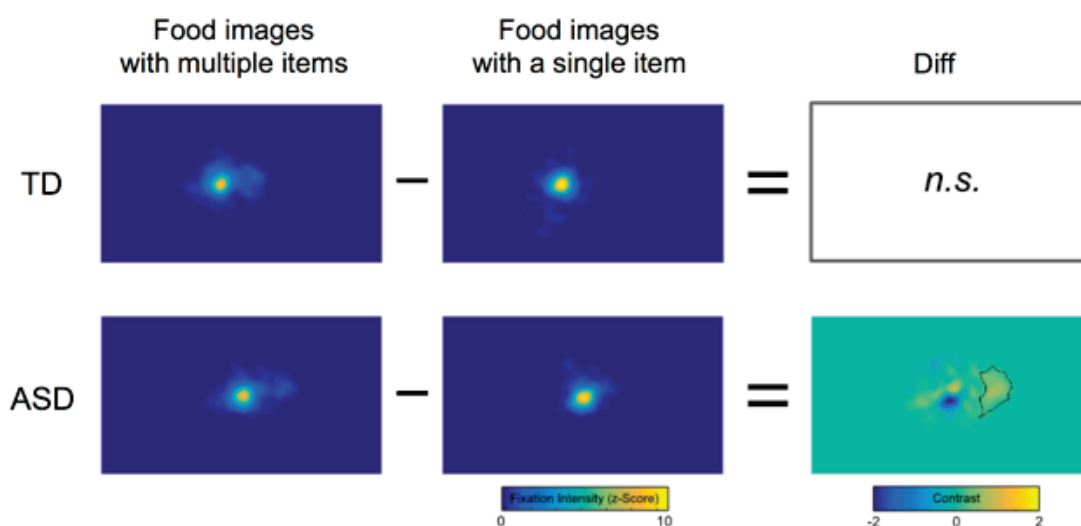 Food images
with multiple items
Food images
with a single item
Diff
TD
–
=
n.s.
ASD
–
=
Fixation Intensity (z-Score)
0 10
Contrast
-2 0 2